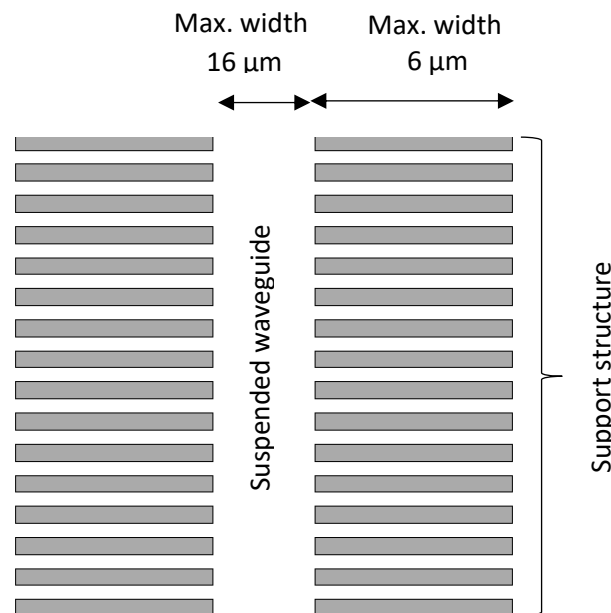 Max. width
16 µm
Max. width
6 µm
Suspended waveguide
Support structure